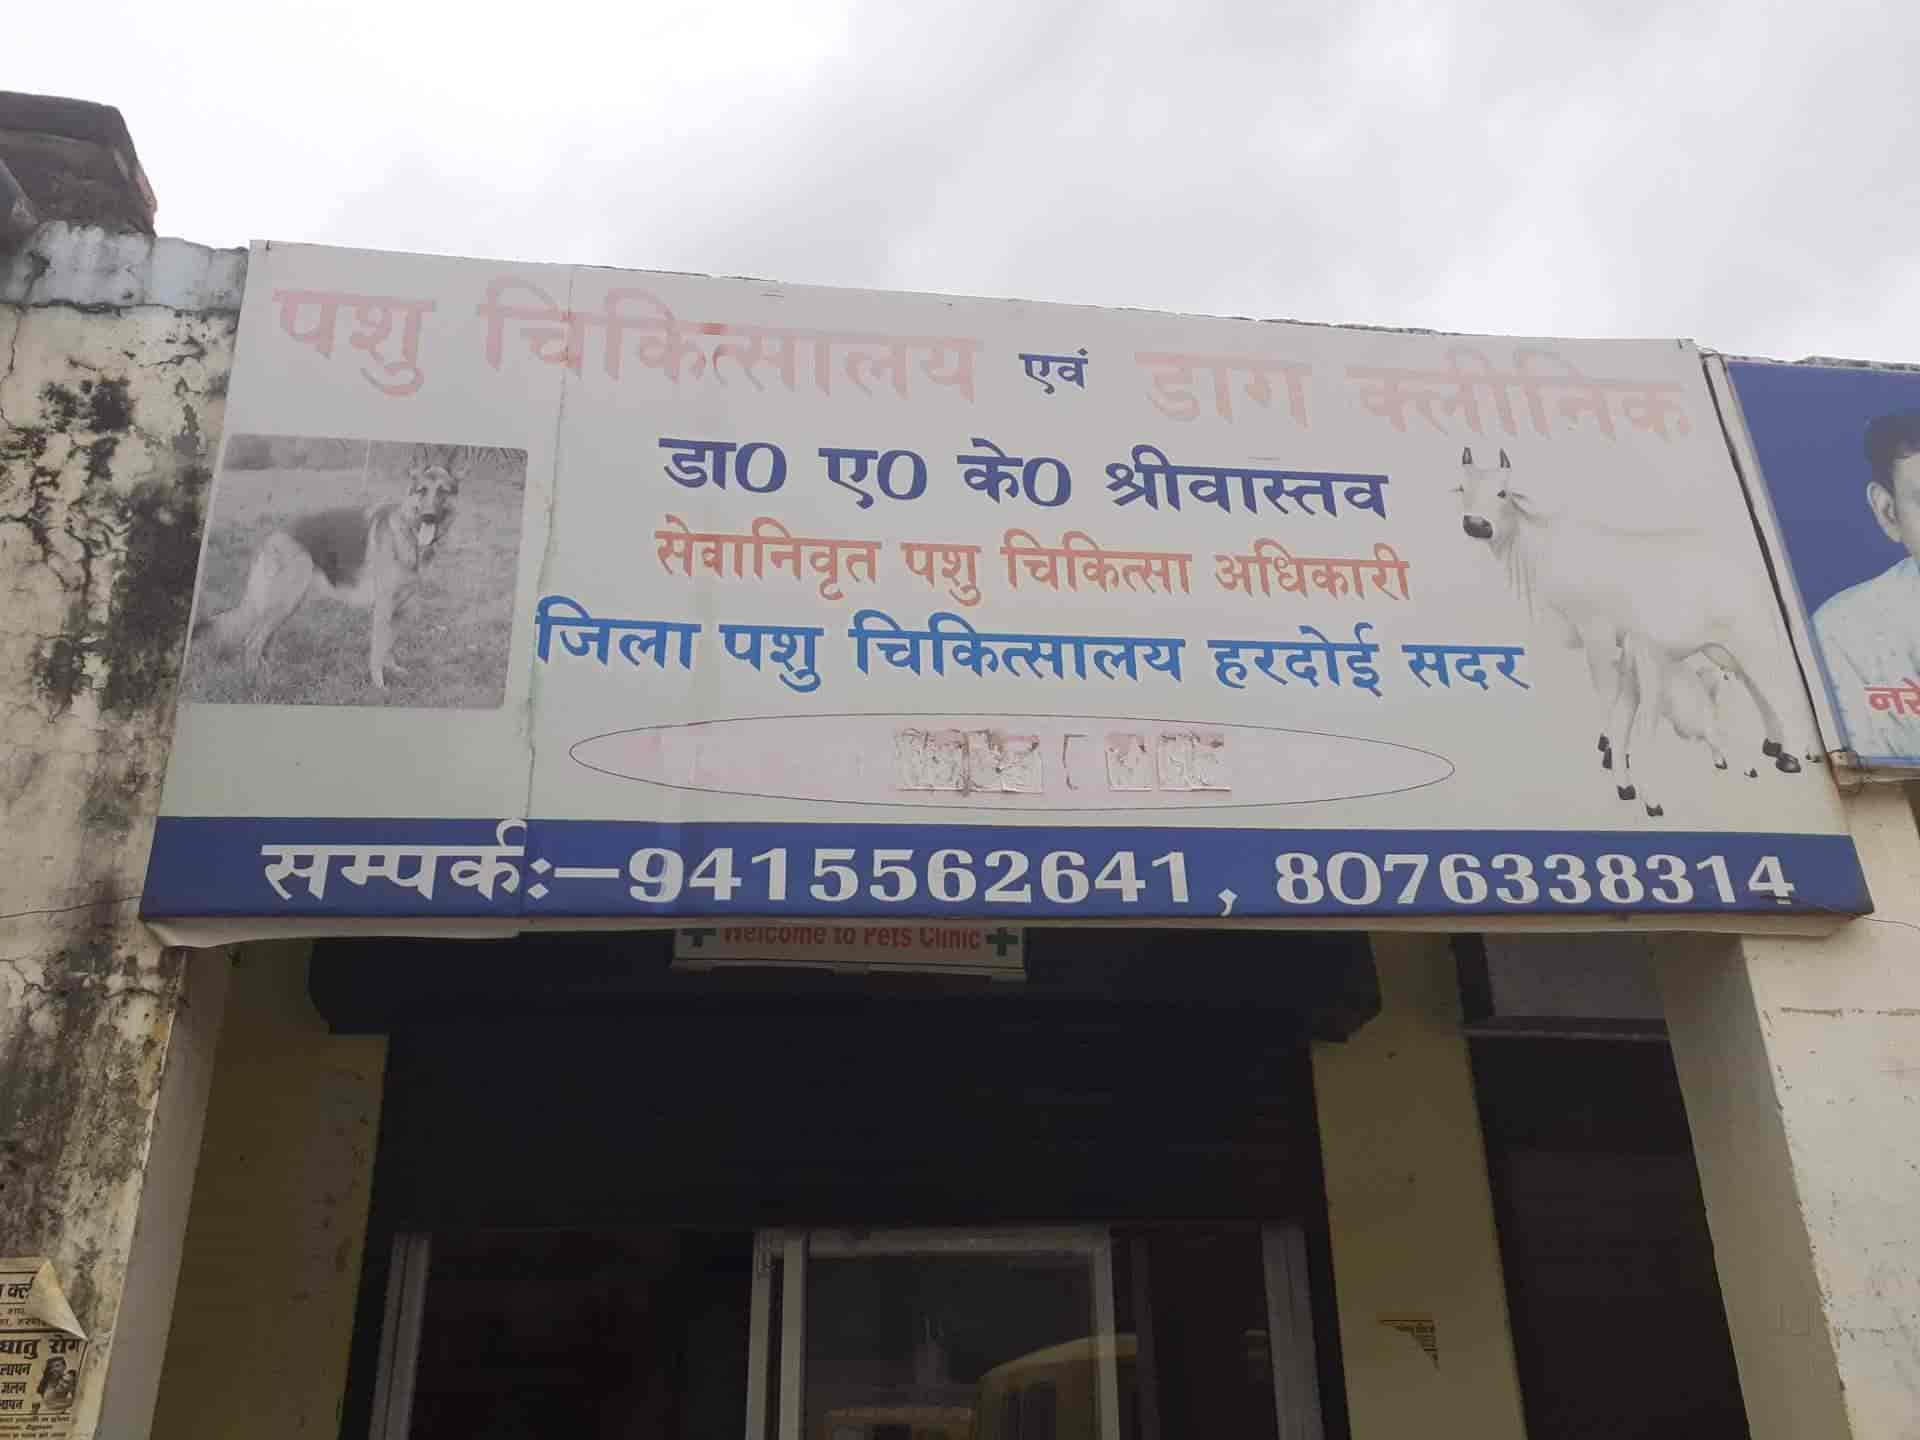 पशु चिकित्सालय एवं डाग क्लीनिक
डा0 ए0 के0 श्रीवास्तव
सेवानिवृत पशु चिकित्सा अधिकारी
जिला पशु चिकित्सालय हरदोई सदर
सम्पर्क:–9415562641, 8076338314
Welcome to Pets Clinic
नरे
धातु रोग